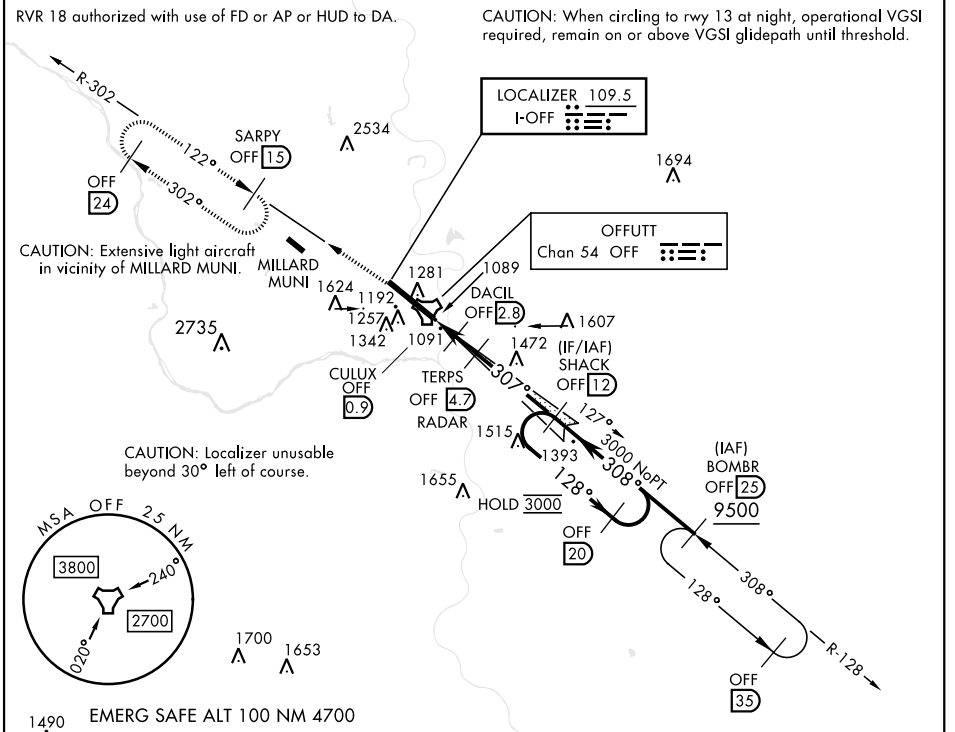 RVR 18 authorized with use of FD or AP or HUD to DA.
CAUTION: When circling to rwy 13 at night, operational VGSI
required, remain on or above VGSI glidepath until threshold.
R-302
LOCALIZER 109.5
I-OFF
SARPY
OFF 15
2534
122°
302°
OFF
24
1694
OFFUTT
Chan 54 OFF
CAUTION: Extensive light aircraft
in vicinity of MILLARD MUNI.
MILLARD
MUNI
1281
1089
1624
1192
DACIL
OFF 2.8
1257
1342
1091
1607
2735
1472
(IF/IAF)
SHACK
OFF 12
CULUX
OFF
0.9
TERPS
OFF 4.7
RADAR
307°
127°
3000 NoPT
1515
1393
308°
CAUTION: Localizer unusable
beyond 30° left of course.
1655
128°
HOLD 3000
(IAF)
BOMBR
OFF 25
9500
OFF
20
MSA OFF 25 NM
3800
240°
2700
020°
308°
128°
R-128
1700
1653
OFF
35
1490
EMERG SAFE ALT 100 NM 4700